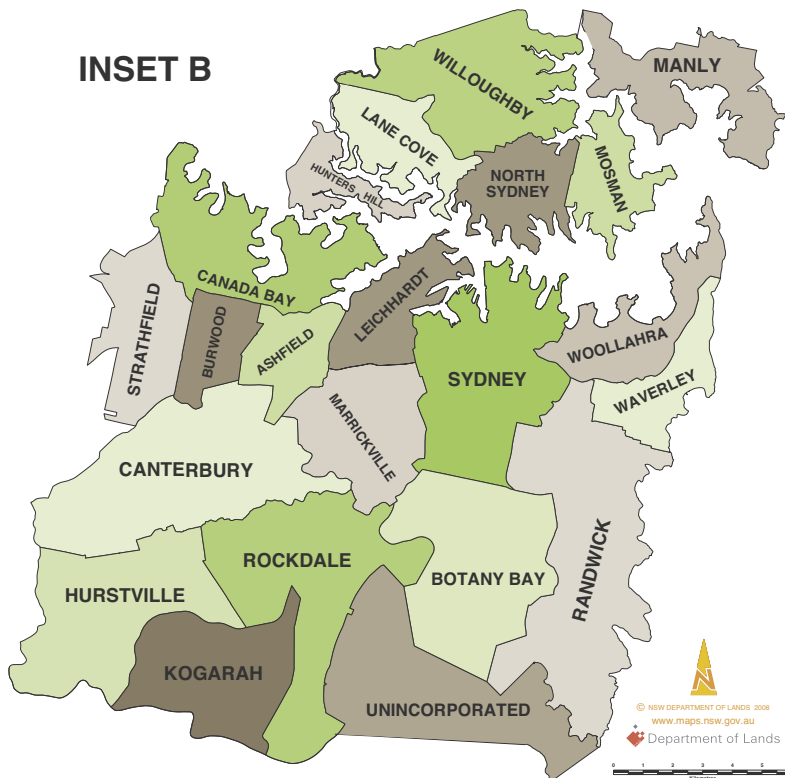 INSET B
WILLOUGHBY
MANLY
LANE COVE
HUNTERS HILL
NORTH
SYDNEY
MOSMAN
CANADA BAY
STRATHFIELD
BURWOOD
ASHFIELD
LEICHHARDT
SYDNEY
WOOLLAHRA
WAVERLEY
MARRICKVILLE
CANTERBURY
RANDWICK
ROCKDALE
BOTANY BAY
HURSTVILLE
KOGARAH
UNINCORPORATED
© NSW DEPARTMENT OF LANDS 2008
www.maps.nsw.gov.au
Department of Lands
0 1 2 3 4 5
Kilometres